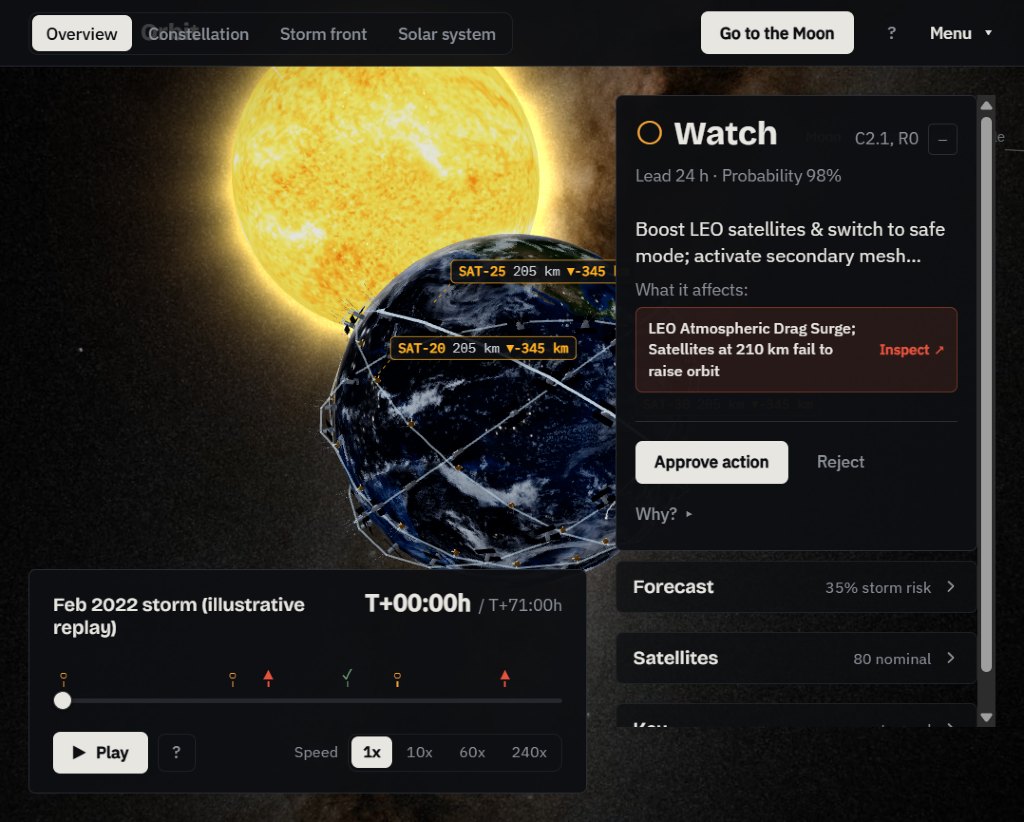 Overview
Orbit
Constellation
Storm front
Solar system
Go to the Moon
?
Menu
Watch
Moon
C2.1, R0
–
Lead 24 h · Probability 98%
Boost LEO satellites & switch to safe
mode; activate secondary mesh...
What it affects:
LEO Atmospheric Drag Surge;
Satellites at 210 km fail to
raise orbit
Inspect ↗
SAT-25 205 km ▼-345
SAT-20 205 km ▼-345 km
Approve action
Reject
Why? ▸
Forecast
35% storm risk
Satellites
80 nominal
Feb 2022 storm (illustrative
replay)
T+00:00h / T+71:00h
Play
?
Speed
1x
10x
60x
240x